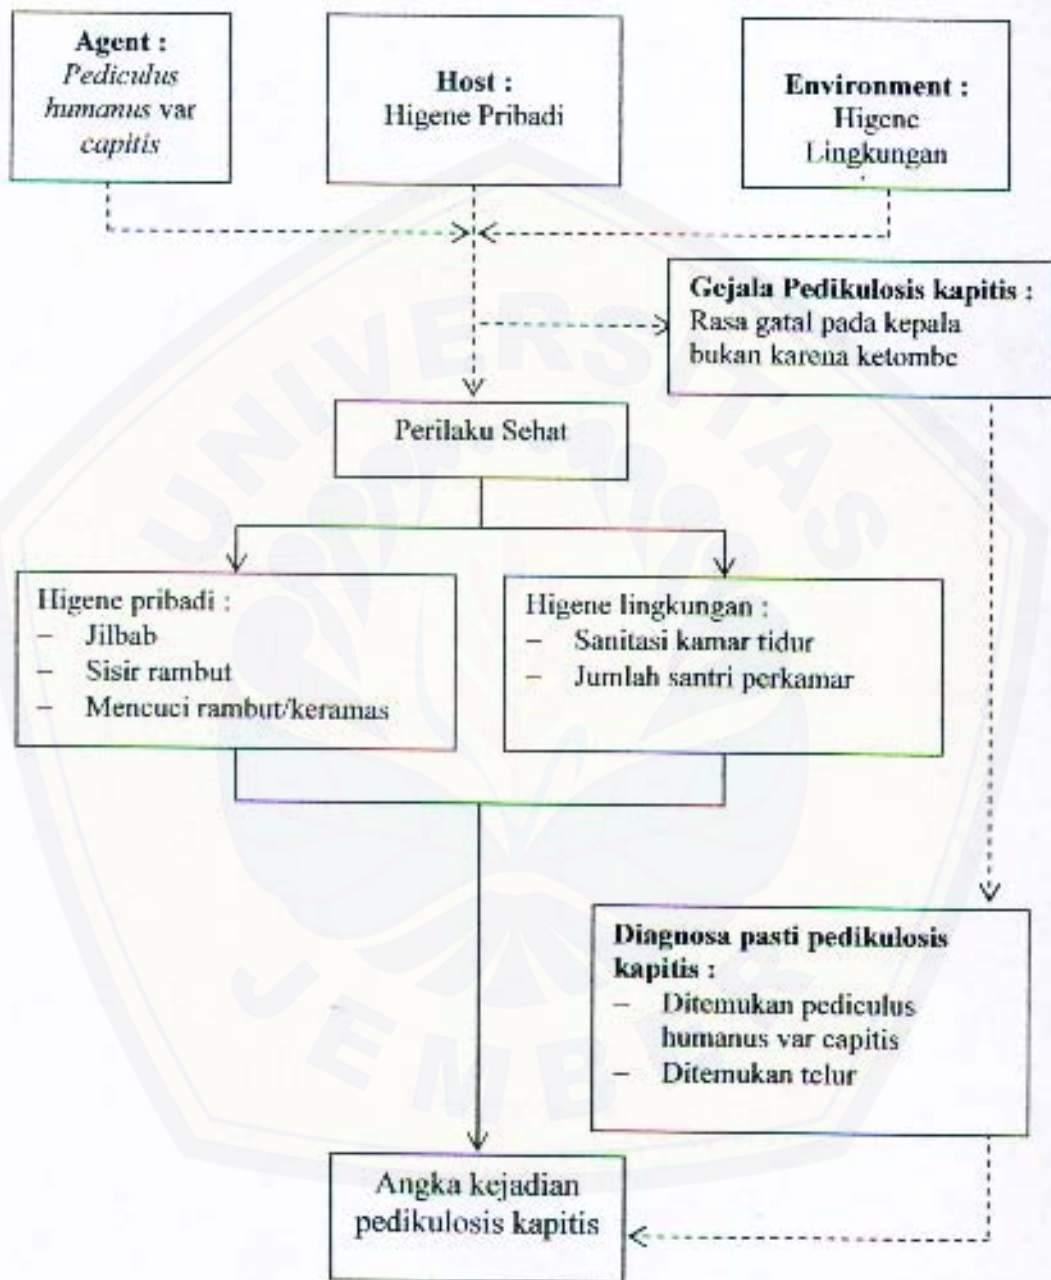 Agent :
Pediculus
humanus var
capitis
Host :
Higene Pribadi
Environment :
Higene
Lingkungan
Gejala Pedikulosis kapitis :
Rasa gatal pada kepala
bukan karena ketombe
Perilaku Sehat
Higene pribadi :
– Jilbab
– Sisir rambut
– Mencuci rambut/keramas
Higene lingkungan :
– Sanitasi kamar tidur
– Jumlah santri perkamar
Diagnosa pasti pedikulosis
kapitis :
– Ditemukan pediculus
humanus var capitis
– Ditemukan telur
Angka kejadian
pedikulosis kapitis
UNIVERSITAS
JEMBER